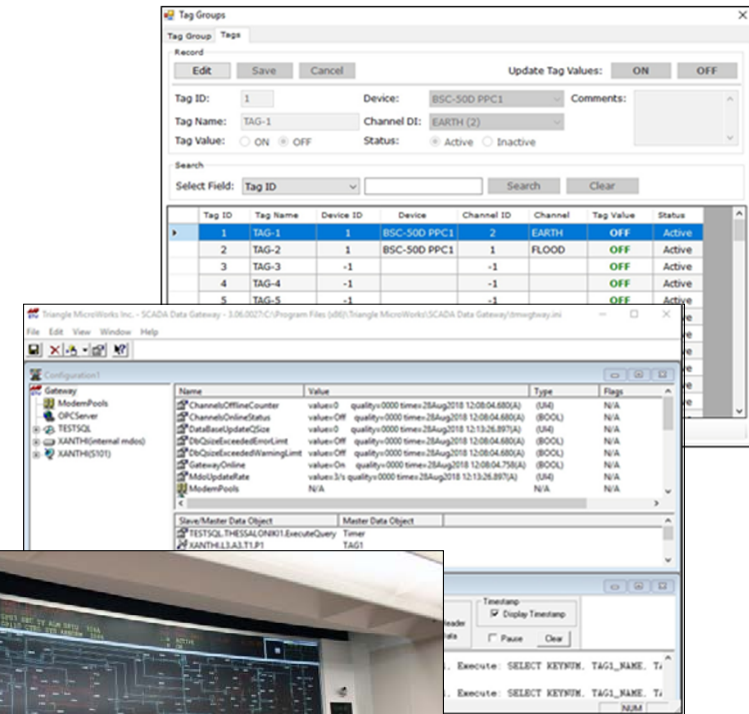 Tag Groups
Tag Group Tags
Record
Edit Save Cancel Update Tag Values: ON OFF
Tag ID: 1 Device: BSC-50D PPC1 Comments:
Tag Name: TAG-1 Channel DI: EARTH (2)
Tag Value: ON OFF Status: Active Inactive
Search
Select Field: Tag ID Search Clear
Tag ID Tag Name Device ID Device Channel ID Channel Tag Value Status
1 TAG-1 1 BSC-50D PPC1 2 EARTH OFF Active
2 TAG-2 1 BSC-50D PPC1 1 FLOOD OFF Active
3 TAG-3 -1 -1 OFF Active
4 TAG-4 -1 -1 OFF Active
5 TAG-5 -1 -1 OFF Active
Triangle MicroWorks Inc. - SCADA Data Gateway - 3.06.0027:C:\Program Files (x86)\Triangle MicroWorks\SCADA Data Gateway\tmwgtway.ini
File Edit View Window Help
Configuration1
Gateway
ModemPools
OPCServer
TESTSQL
XANTHI(internal mdos)
XANTHI(S101)
Name Value Type Flags
ChannelsOfflineCounter value=0 quality=0000 time=28Aug2018 12:08:04.680(A) (UI4) N/A
ChannelsOnlineStatus value=Off quality=0000 time=28Aug2018 12:08:04.680(A) (BOOL) N/A
DataBaseUpdateQSize value=0 quality=0000 time=28Aug2018 12:13:26.897(A) (UI4) N/A
DbQsizeExceededErrorLimt value=Off quality=0000 time=28Aug2018 12:08:04.680(A) (BOOL) N/A
DbQsizeExceededWarningLimt value=Off quality=0000 time=28Aug2018 12:08:04.680(A) (BOOL) N/A
GatewayOnline value=On quality=0000 time=28Aug2018 12:08:04.758(A) (BOOL) N/A
MdoUpdateRate value=3/s quality=0000 time=28Aug2018 12:13:26.897(A) (UI4) N/A
ModemPools N/A N/A N/A
Slave/Master Data Object Master Data Object
TESTSQL.THESSALONIKI1.ExecuteQuery Timer
XANTHI.L3.A3.T1.P1 TAG1
Timestamp
Display Timestamp
Pause Clear
. Execute: SELECT KEYNUM, TAG1_NAME, TA
. Execute: SELECT KEYNUM, TAG1_NAME, TA
NUM